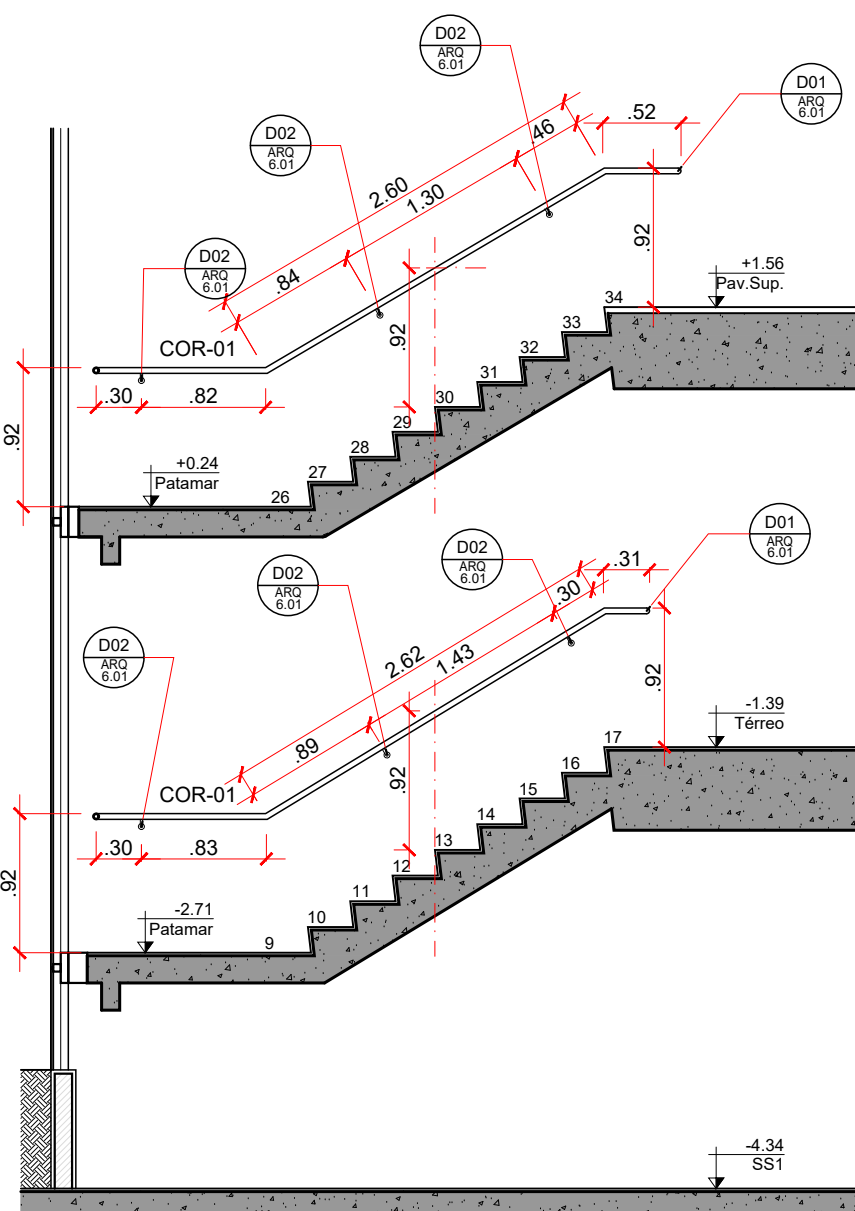 D02
ARQ
6.01
D01
ARQ
6.01
.52
.46
D02
ARQ
6.01
2.60
1.30
.92
D02
ARQ
6.01
+1.56
Pav.Sup.
.84
34
COR-01
.92
33
32
31
.30
.82
30
.92
29
28
+0.24
Patamar
27
26
D01
ARQ
6.01
D02
ARQ
6.01
.31
D02
ARQ
6.01
.30
D02
ARQ
6.01
2.62
1.43
.92
-1.39
Térreo
.89
17
COR-01
.92
16
15
14
.30
.83
13
.92
12
11
-2.71
Patamar
10
9
-4.34
SS1